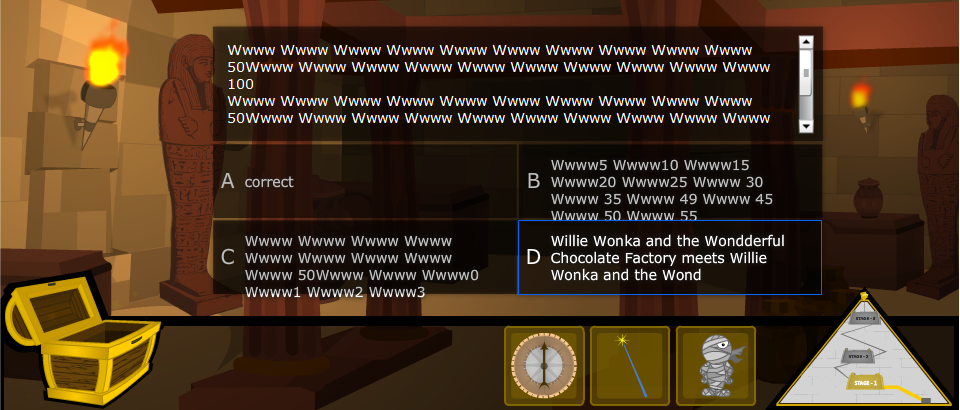 Wwww Wwww Wwww Wwww Wwww Wwww Wwww Wwww Wwww Wwww
50Wwww Wwww Wwww Wwww Wwww Wwww Wwww Wwww Wwww Wwww
100
Wwww Wwww Wwww Wwww Wwww Wwww Wwww Wwww Wwww Wwww
50Wwww Wwww Wwww Wwww Wwww Wwww Wwww Wwww Wwww Wwww
A correct
B
Wwww5 Wwww10 Wwww15
Wwww20 Wwww25 Wwww 30
Wwww 35 Wwww 49 Wwww 45
Wwww 50 Wwww 55
C
Wwww Wwww Wwww Wwww
Wwww Wwww Wwww Wwww
Wwww 50Wwww Wwww Wwww0
Wwww1 Wwww2 Wwww3
D
Willie Wonka and the Wondderful
Chocolate Factory meets Willie
Wonka and the Wond
STAGE-3
STAGE-2
STAGE-1